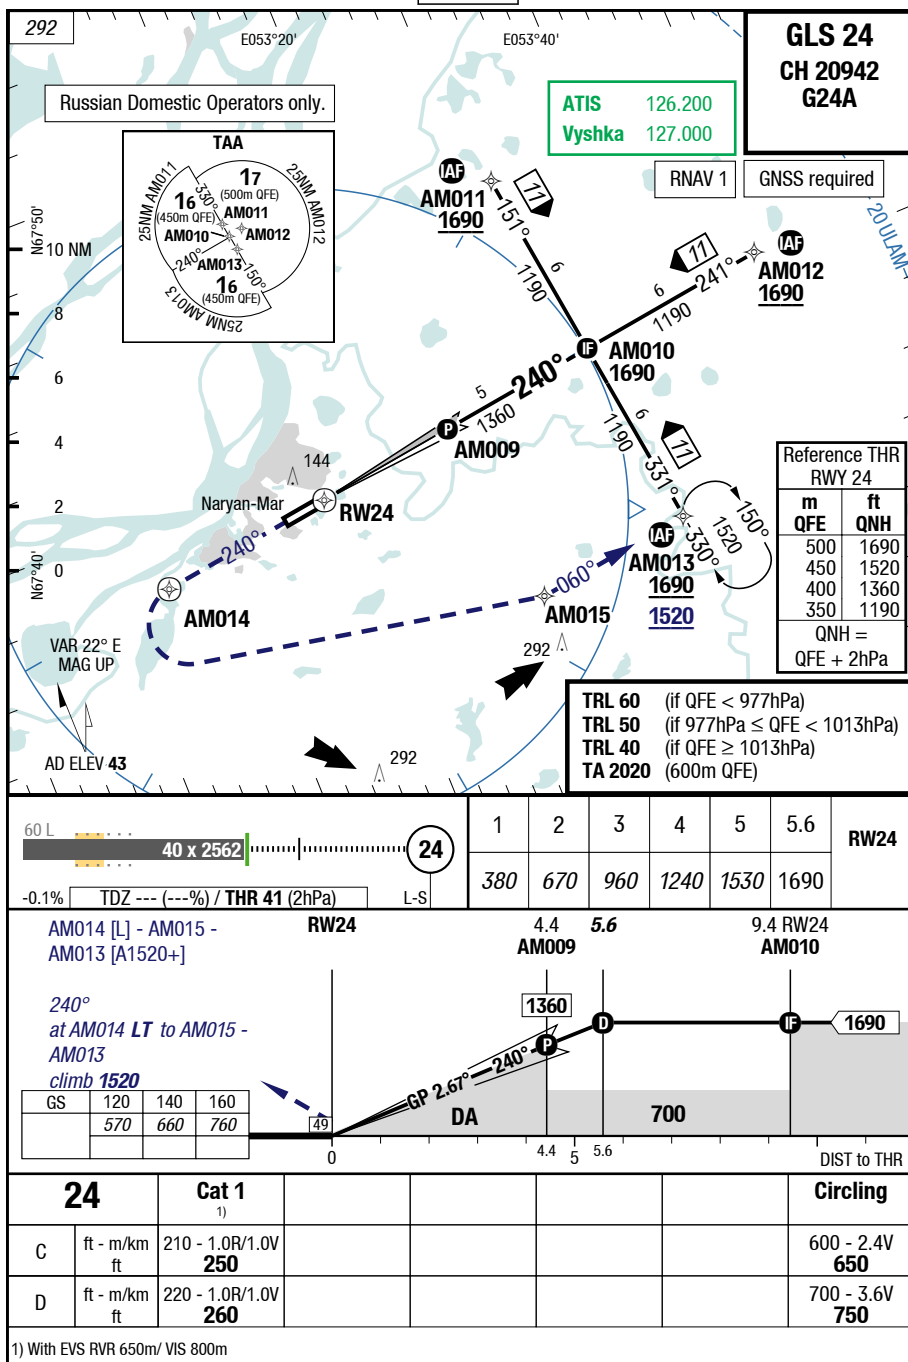 292
E053°20'
E053°40'
GLS 24
CH 20942
G24A
Russian Domestic Operators only.
ATIS 126.200
Vyshka 127.000
RNAV 1
GNSS required
TAA
25NM AM011
25NM AM012
25NM AM013
17
(500m QFE)
16
(450m QFE)
330°
AM011
AM010
AM012
240°
AM013
150°
16
(450m QFE)
N67°50'
10 NM
8
6
4
2
0
N67°40'
IAF
AM011
1690
11
151°
6
1190
IAF
AM012
1690
11
241°
6
1190
20 ULAM
IF
AM010
1690
240°
5
1360
P
AM009
6
1190
11
331°
144
Naryan-Mar
RW24
240°
AM014
060°
AM015
IAF
AM013
1690
1520
150°
1520
330°
Reference THR
RWY 24
m ft
QFE QNH
500 1690
450 1520
400 1360
350 1190
QNH =
QFE + 2hPa
VAR 22° E
MAG UP
AD ELEV 43
292
292
TRL 60 (if QFE < 977hPa)
TRL 50 (if 977hPa ≤ QFE < 1013hPa)
TRL 40 (if QFE ≥ 1013hPa)
TA 2020 (600m QFE)
60 L
40 x 2562
24
-0.1%
TDZ --- (---%) / THR 41 (2hPa)
L-S
1 2 3 4 5 5.6 RW24
380 670 960 1240 1530 1690
AM014 [L] - AM015 -
AM013 [A1520+]
240°
at AM014 LT to AM015 -
AM013
climb 1520
RW24
4.4 5.6 9.4 RW24
AM009 AM010
1360
D
IF
1690
P
GP 2.67° 240°
DA
700
49
GS 120 140 160
570 660 760
0 4.4 5 5.6 DIST to THR
24 Cat 1 Circling
1)
C ft - m/km 210 - 1.0R/1.0V 600 - 2.4V
ft 250 650
D ft - m/km 220 - 1.0R/1.0V 700 - 3.6V
ft 260 750
1) With EVS RVR 650m/ VIS 800m